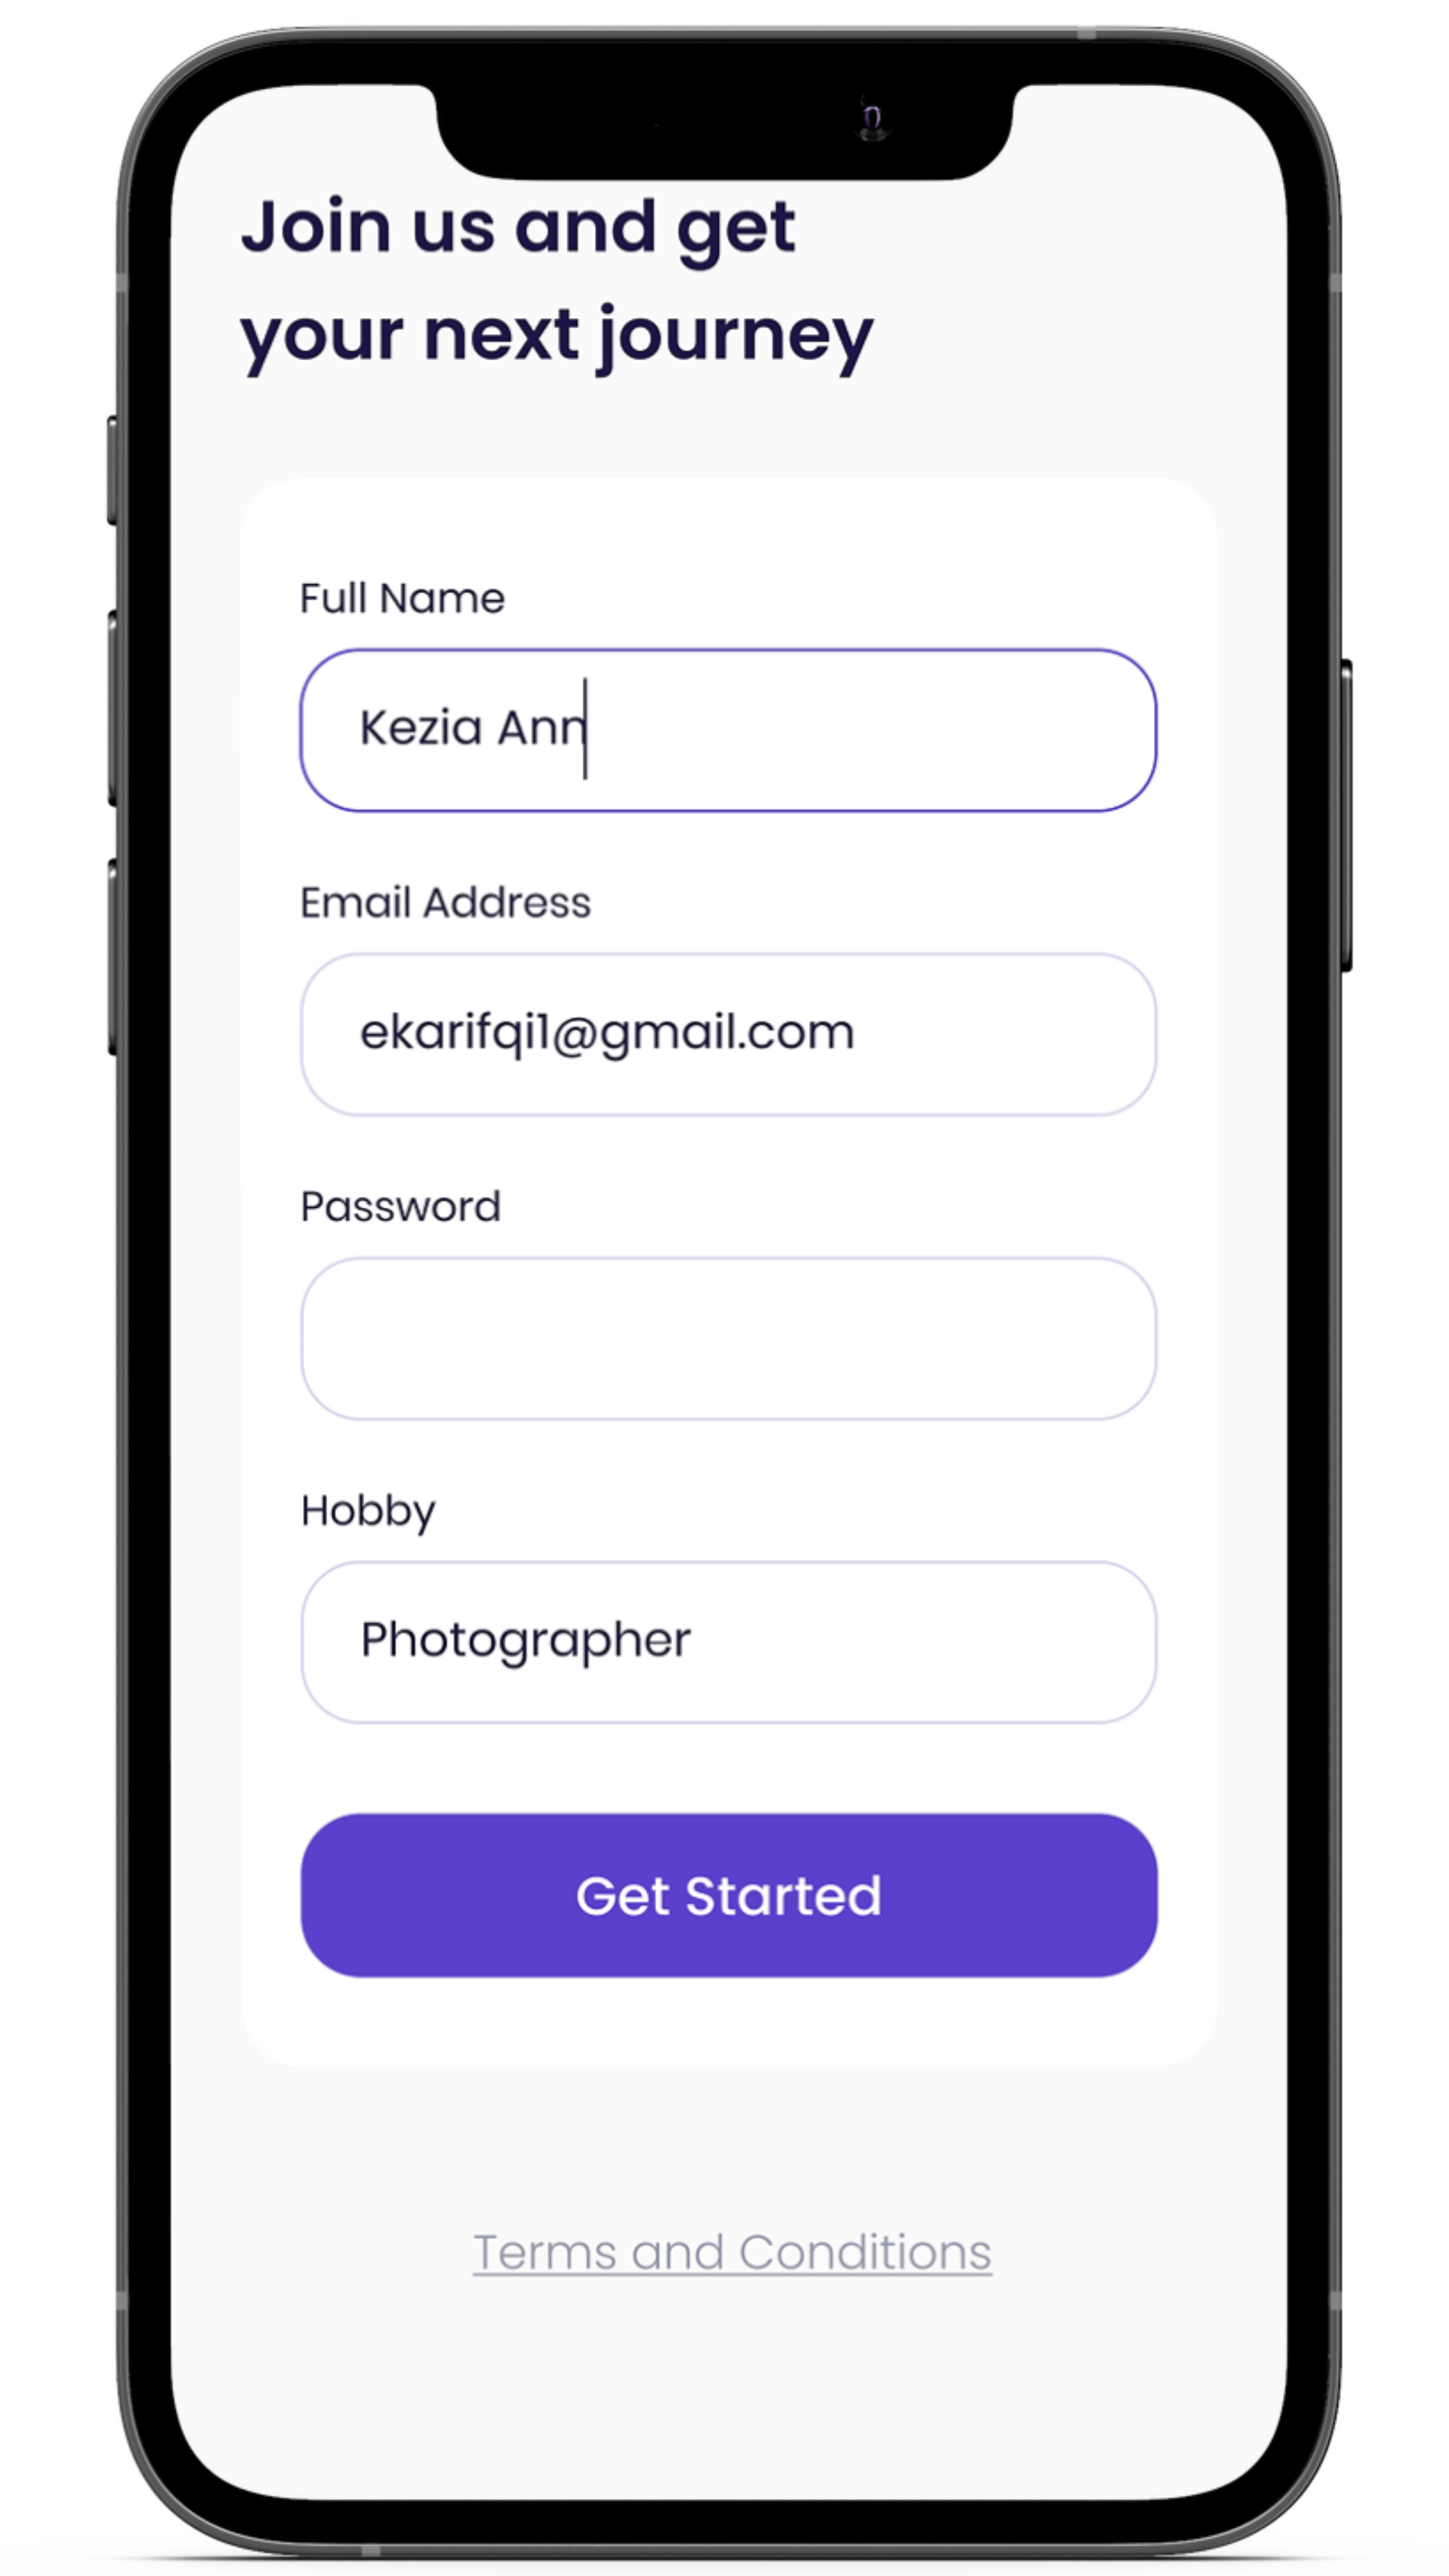 Join us and get
your next journey
Full Name
Kezia Ann
Email Address
ekarifqi1@gmail.com
Password
Hobby
Photographer
Get Started
Terms and Conditions